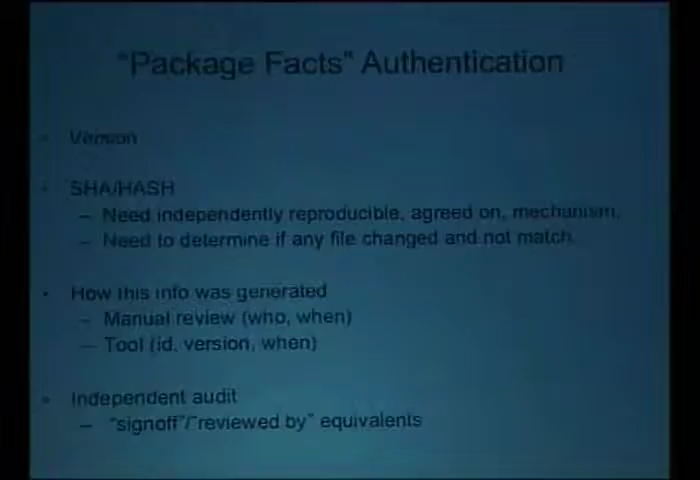 "Package Facts" Authentication
• Version
• SHA/HASH
– Need independently reproducible, agreed on, mechanism.
– Need to determine if any file changed and not match.
• How this info was generated
– Manual review (who, when)
– Tool (id, version, when)
• Independent audit
– "signoff"/"reviewed by" equivalents